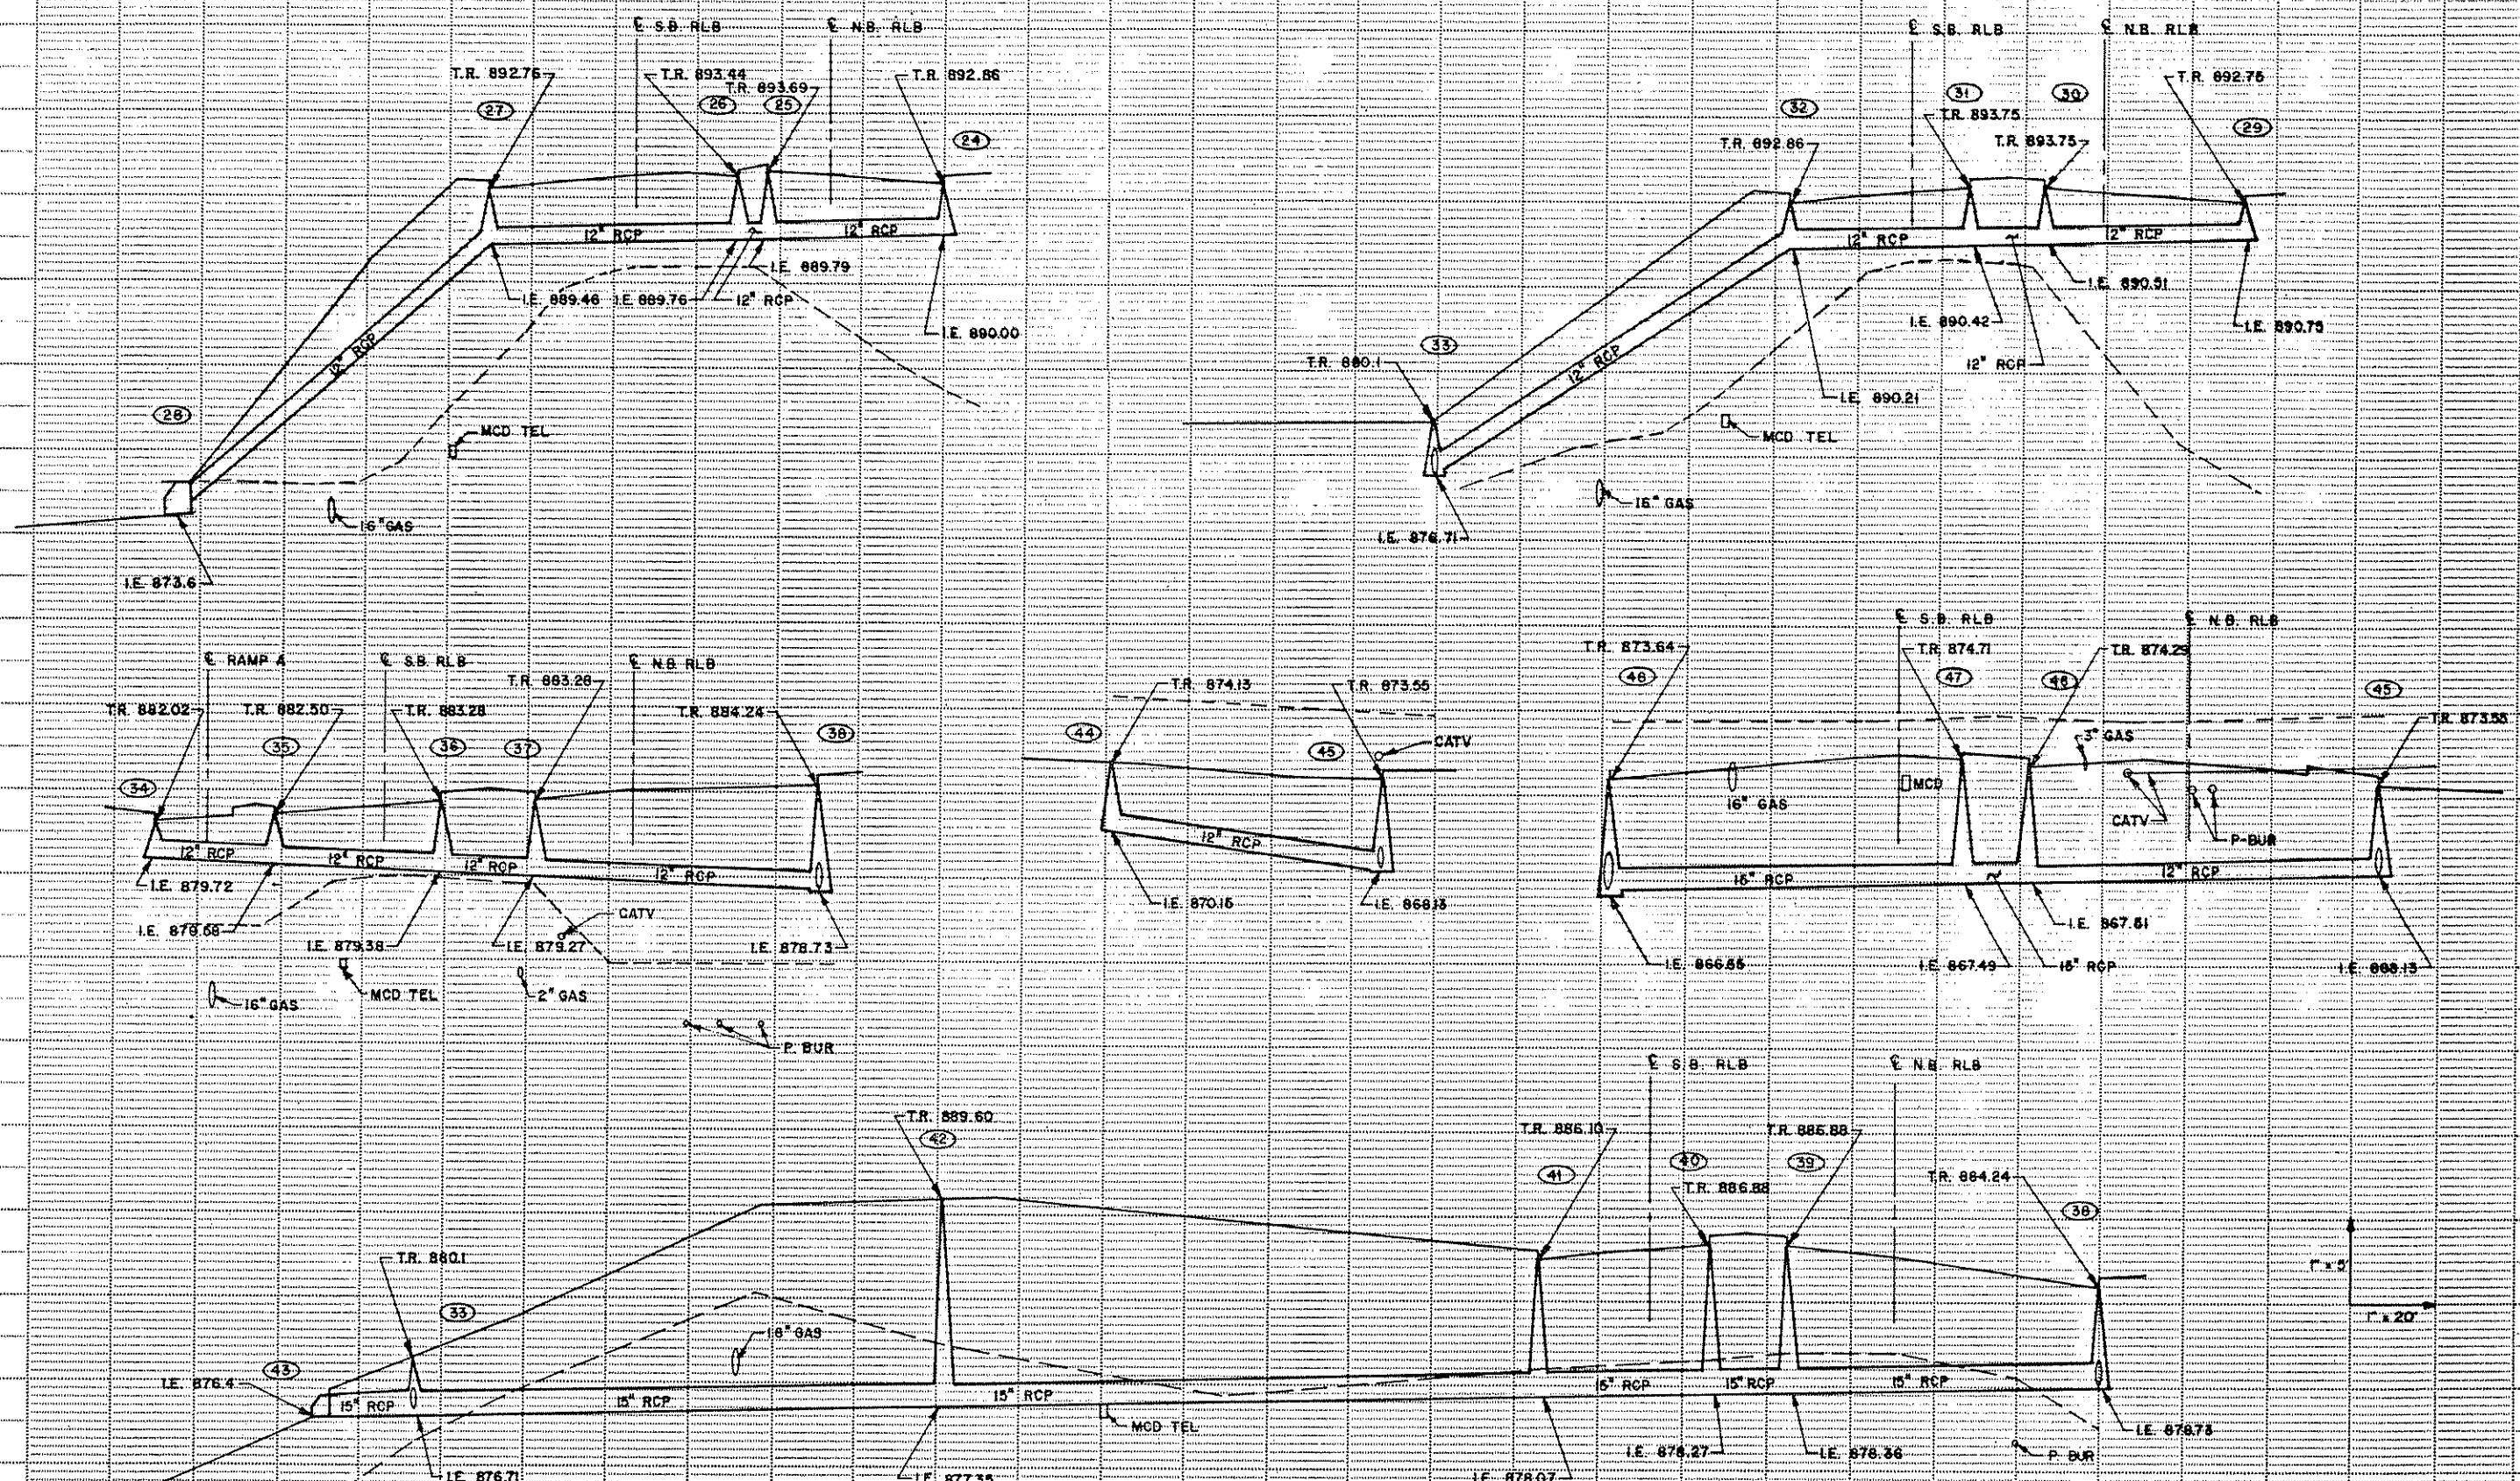 ℄ S.B. RLB
℄ N.B. RLB
T.R. 892.76
T.R. 893.44
T.R. 893.69
T.R. 892.86
27
26
25
24
12" RCP
12" RCP
I.E. 889.79
I.E. 889.46
I.E. 889.76
12" RCP
I.E. 890.00
12" RCP
28
MCD TEL
16" GAS
I.E. 873.6
℄ S.B. RLB
℄ N.B. RLB
T.R. 892.75
32
31
30
29
T.R. 893.75
T.R. 893.75
T.R. 892.86
12" RCP
12" RCP
I.E. 890.51
I.E. 890.42
I.E. 890.75
33
T.R. 880.1
12" RCP
12" RCP
I.E. 890.21
MCD TEL
16" GAS
I.E. 876.71
℄ RAMP A
℄ S.B. RLB
℄ N.B. RLB
T.R. 883.28
T.R. 882.02
T.R. 882.50
T.R. 883.28
T.R. 884.24
34
35
36
37
38
12" RCP
12" RCP
12" RCP
12" RCP
I.E. 879.72
I.E. 879.58
I.E. 879.38
I.E. 879.27
CATV
I.E. 878.73
16" GAS
MCD TEL
2" GAS
P. BUR
T.R. 874.13
T.R. 873.55
44
45
CATV
12" RCP
I.E. 870.15
I.E. 868.13
℄ S.B. RLB
℄ N.B. RLB
T.R. 873.64
T.R. 874.71
T.R. 874.29
48
47
46
45
T.R. 873.55
3" GAS
16" GAS
MCD
CATV
P-BUR
15" RCP
12" RCP
I.E. 867.61
I.E. 866.55
I.E. 867.49
15" RCP
I.E. 868.13
℄ S.B. RLB
℄ N.B. RLB
T.R. 889.60
42
T.R. 886.10
T.R. 886.88
41
40
39
T.R. 886.88
T.R. 884.24
38
T.R. 880.1
33
16" GAS
43
I.E. 876.4
15" RCP
15" RCP
15" RCP
15" RCP
15" RCP
15" RCP
MCD TEL
I.E. 876.71
I.E. 877.35
I.E. 878.07
I.E. 878.27
I.E. 878.36
P. BUR
I.E. 878.73
1" = 5'
1" = 20'